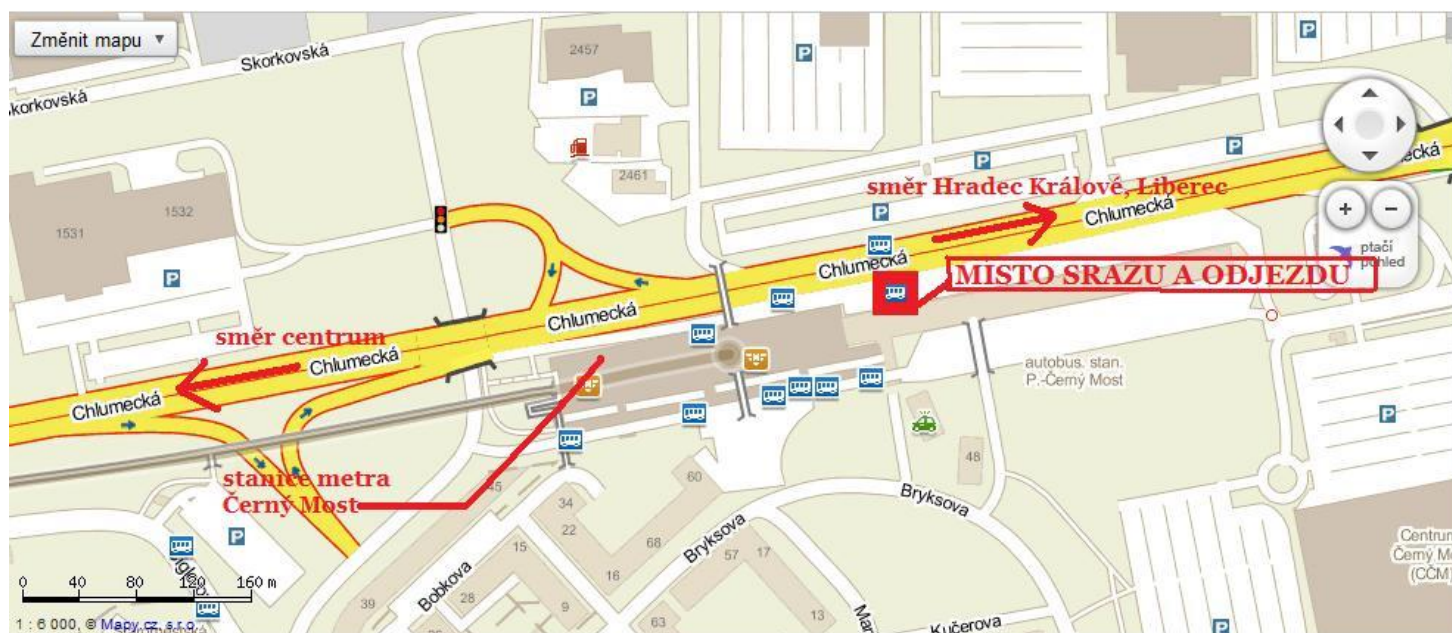 Změnit mapu
Skorkovská
Skorkovská
2457
P
P
P
P
P
1532
1531
2461
P
P
směr Hradec Králové, Liberec
Chlumecká
Chlumecká
ptačí
pohled
MISTO SRAZU A ODJEZDU
Chlumecká
směr centrum
Chlumecká
Chlumecká
autobus. stan.
P.-Černý Most
P
stanice metra
Černý Most
45
60
48
Bryksova
34
22
15
68
Bryksova
57
17
16
P
Centrum
Černý
(CČM)
0 40 80 120 160 m
39
Bobkova
28
9
63
13
Kučerova
P
1 : 6 000, © Mapy.cz, s.r.o.